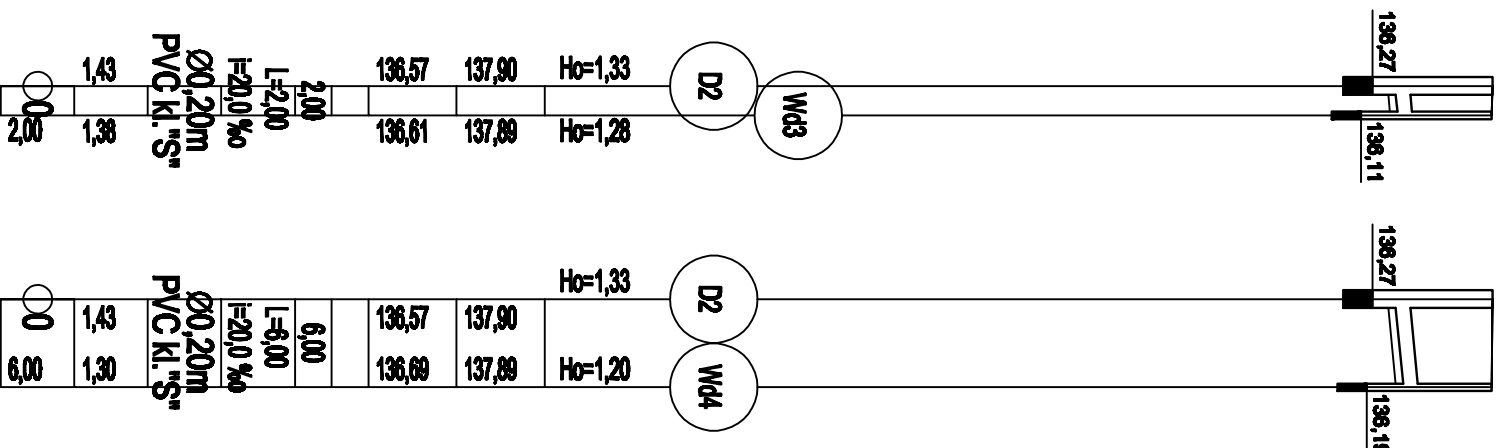 1,43
PVC kl. "S"
Ø0,20m
i=20,0 ‰
L=2,00
2,00
136,57
137,90
Ho=1,33
D2
136,27
0
2,00
1,38
136,61
137,89
Ho=1,28
Wd3
136,11
0
1,43
PVC kl. "S"
Ø0,20m
i=20,0 ‰
L=6,00
6,00
136,57
137,90
Ho=1,33
D2
136,27
6,00
1,30
136,69
137,89
Ho=1,20
Wd4